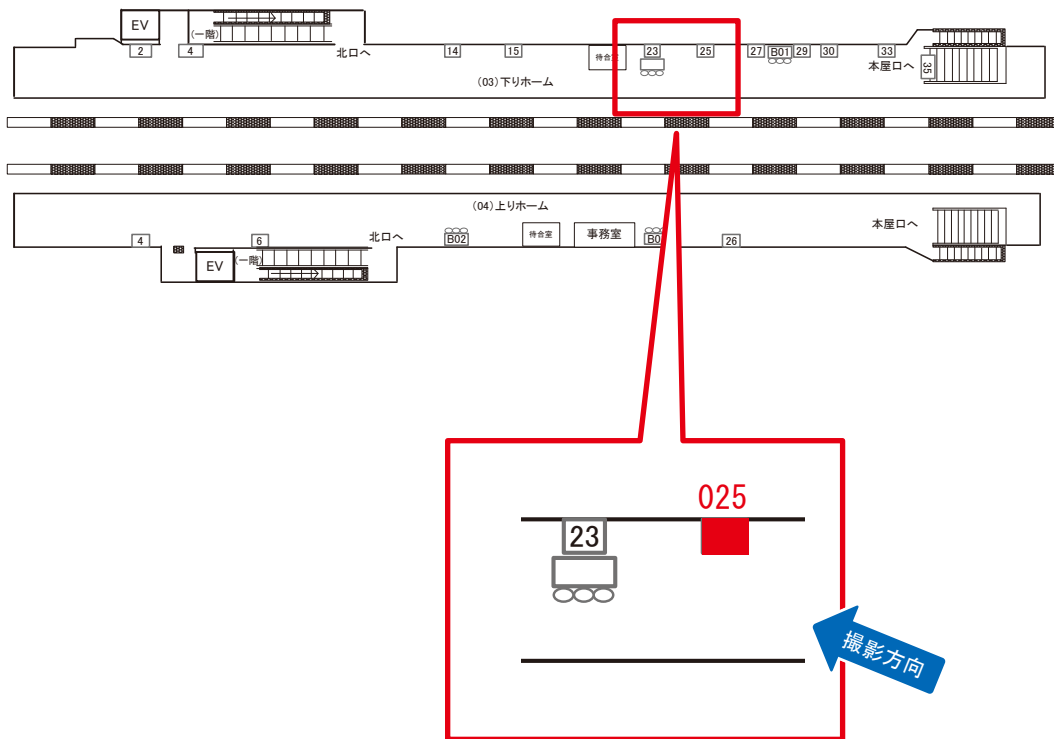 EV
(一階)
2
4
北口へ
14
15
待合室
23
25
27
B01
29
30
33
本屋口へ
35
(03)下りホーム
(04)上りホーム
4
EV
(一階)
6
北口へ
B02
待合室
事務室
26
本屋口へ
025
23
撮影方向